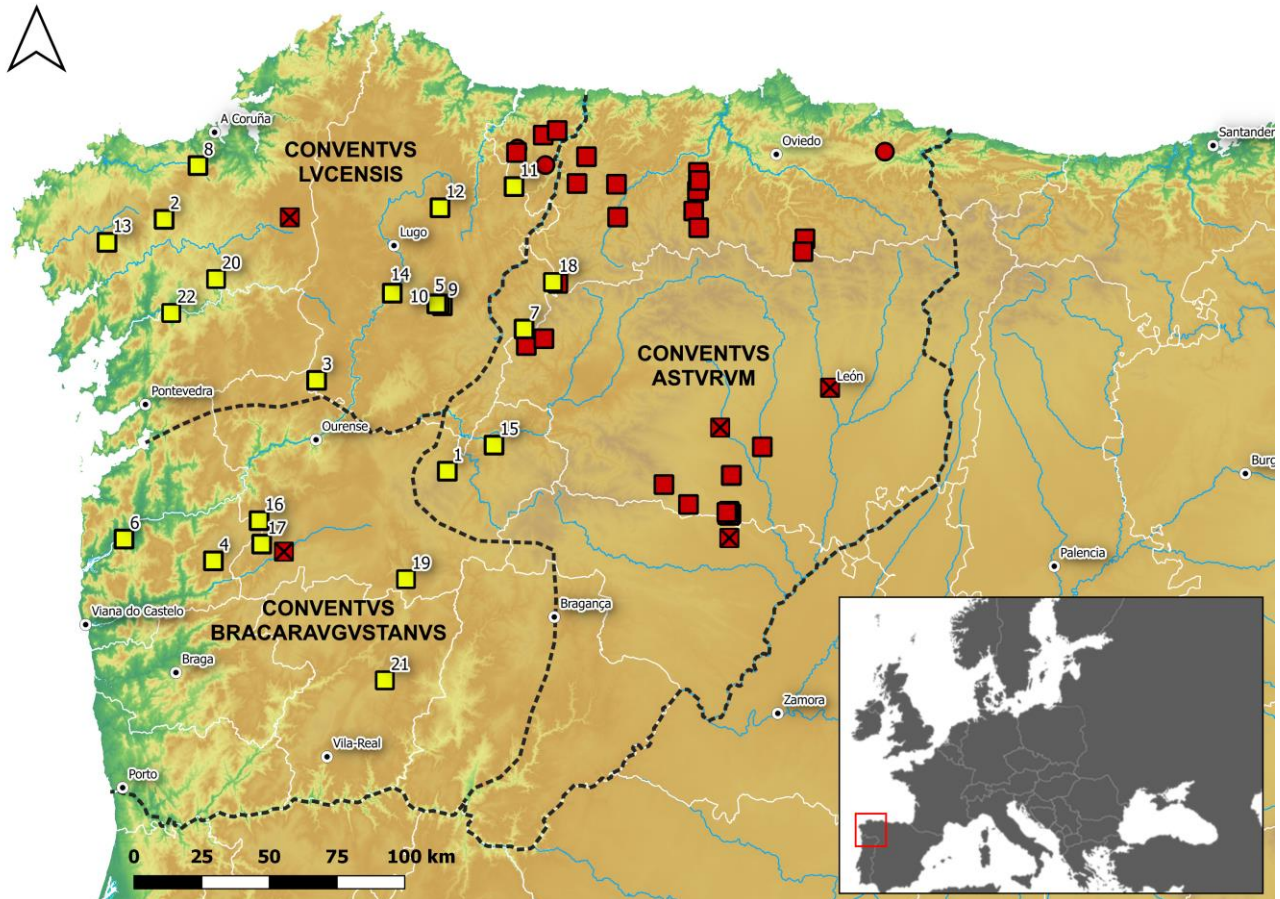 A Coruña
8
CONVENTVS
LVCENSIS
Oviedo
Santander
11
12
2
13
Lugo
20
14
5
9
10
18
22
7
CONVENTVS
ASTVRVM
3
León
Pontevedra
Ourense
15
1
Burg
16
17
6
4
19
Palencia
CONVENTVS
BRACARAVGVSTANVS
Viana do Castelo
Bragança
Braga
21
Zamora
Vila-Real
Porto
0 25 50 75 100 km